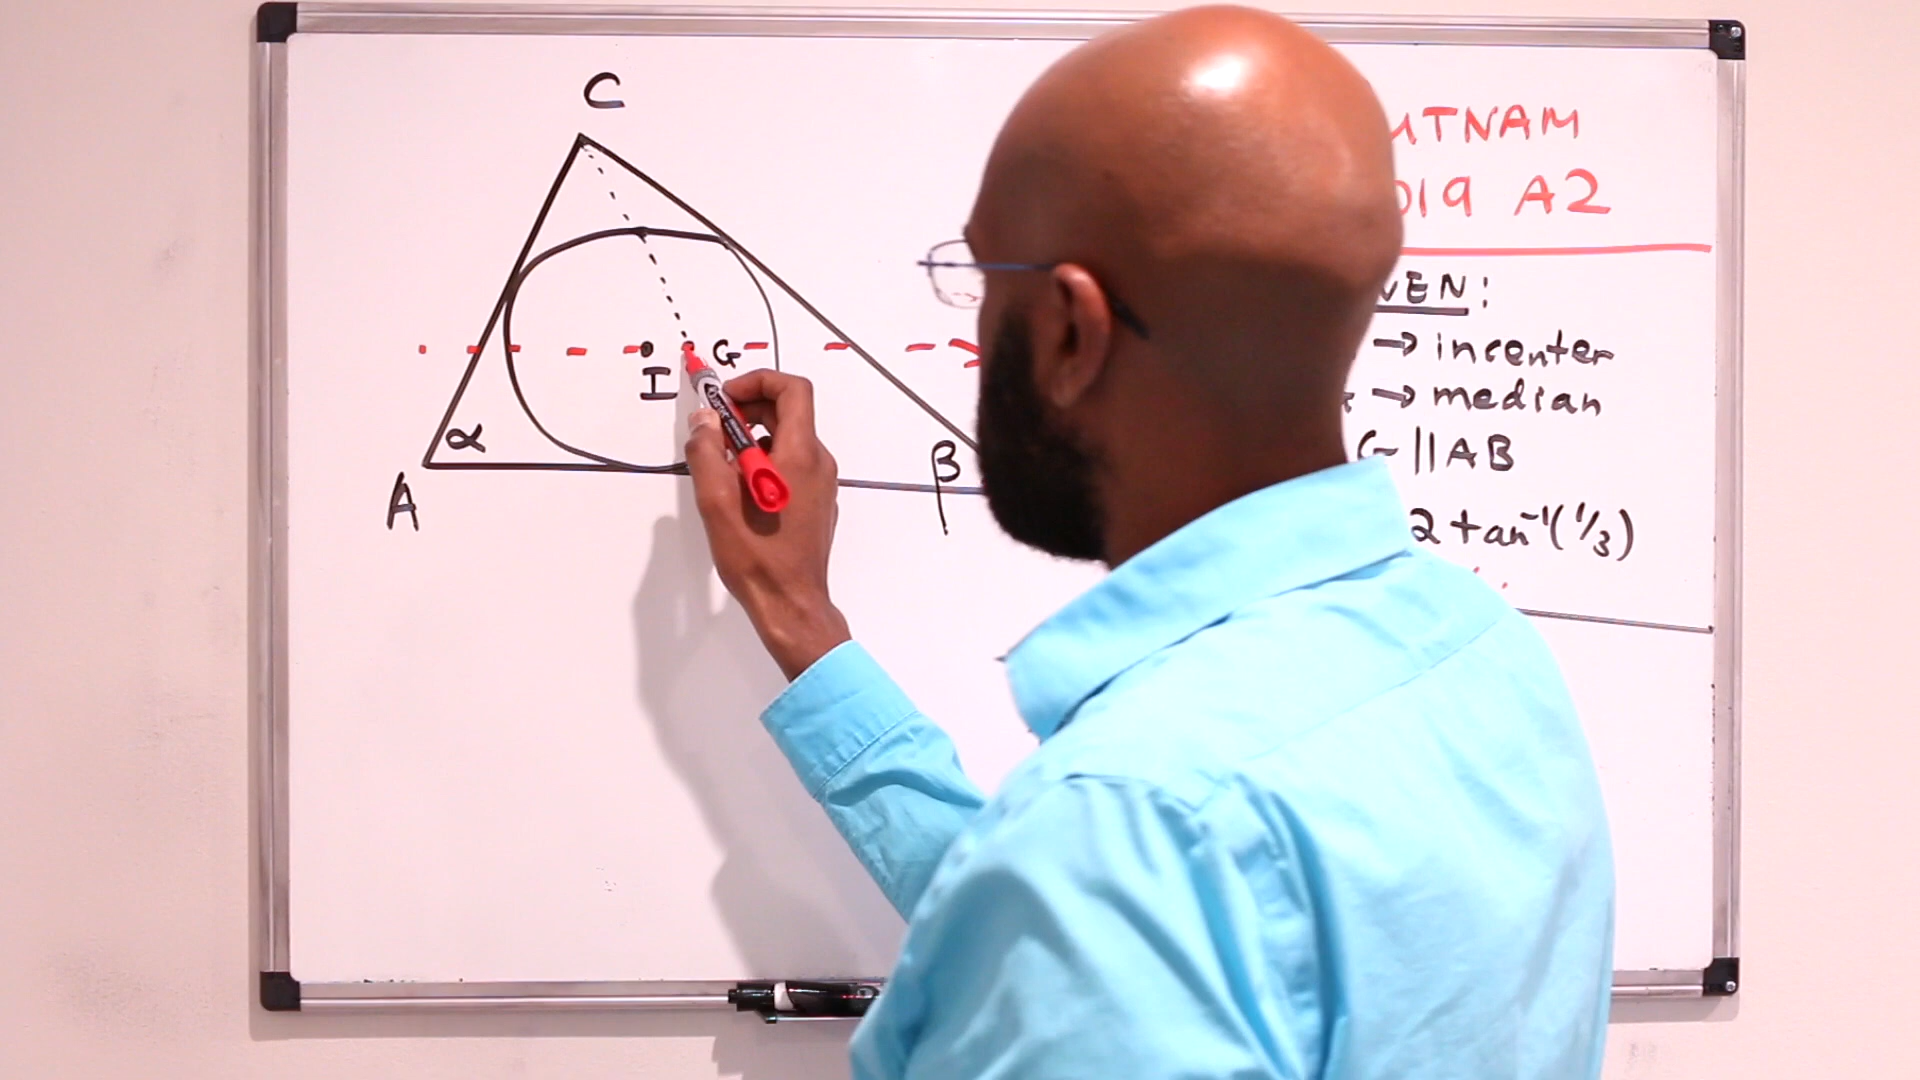 C
I
G
α
A
β
UTNAM
019 A2
VEN:
→ incenter
→ median
G || AB
2 tan⁻¹(1/3)